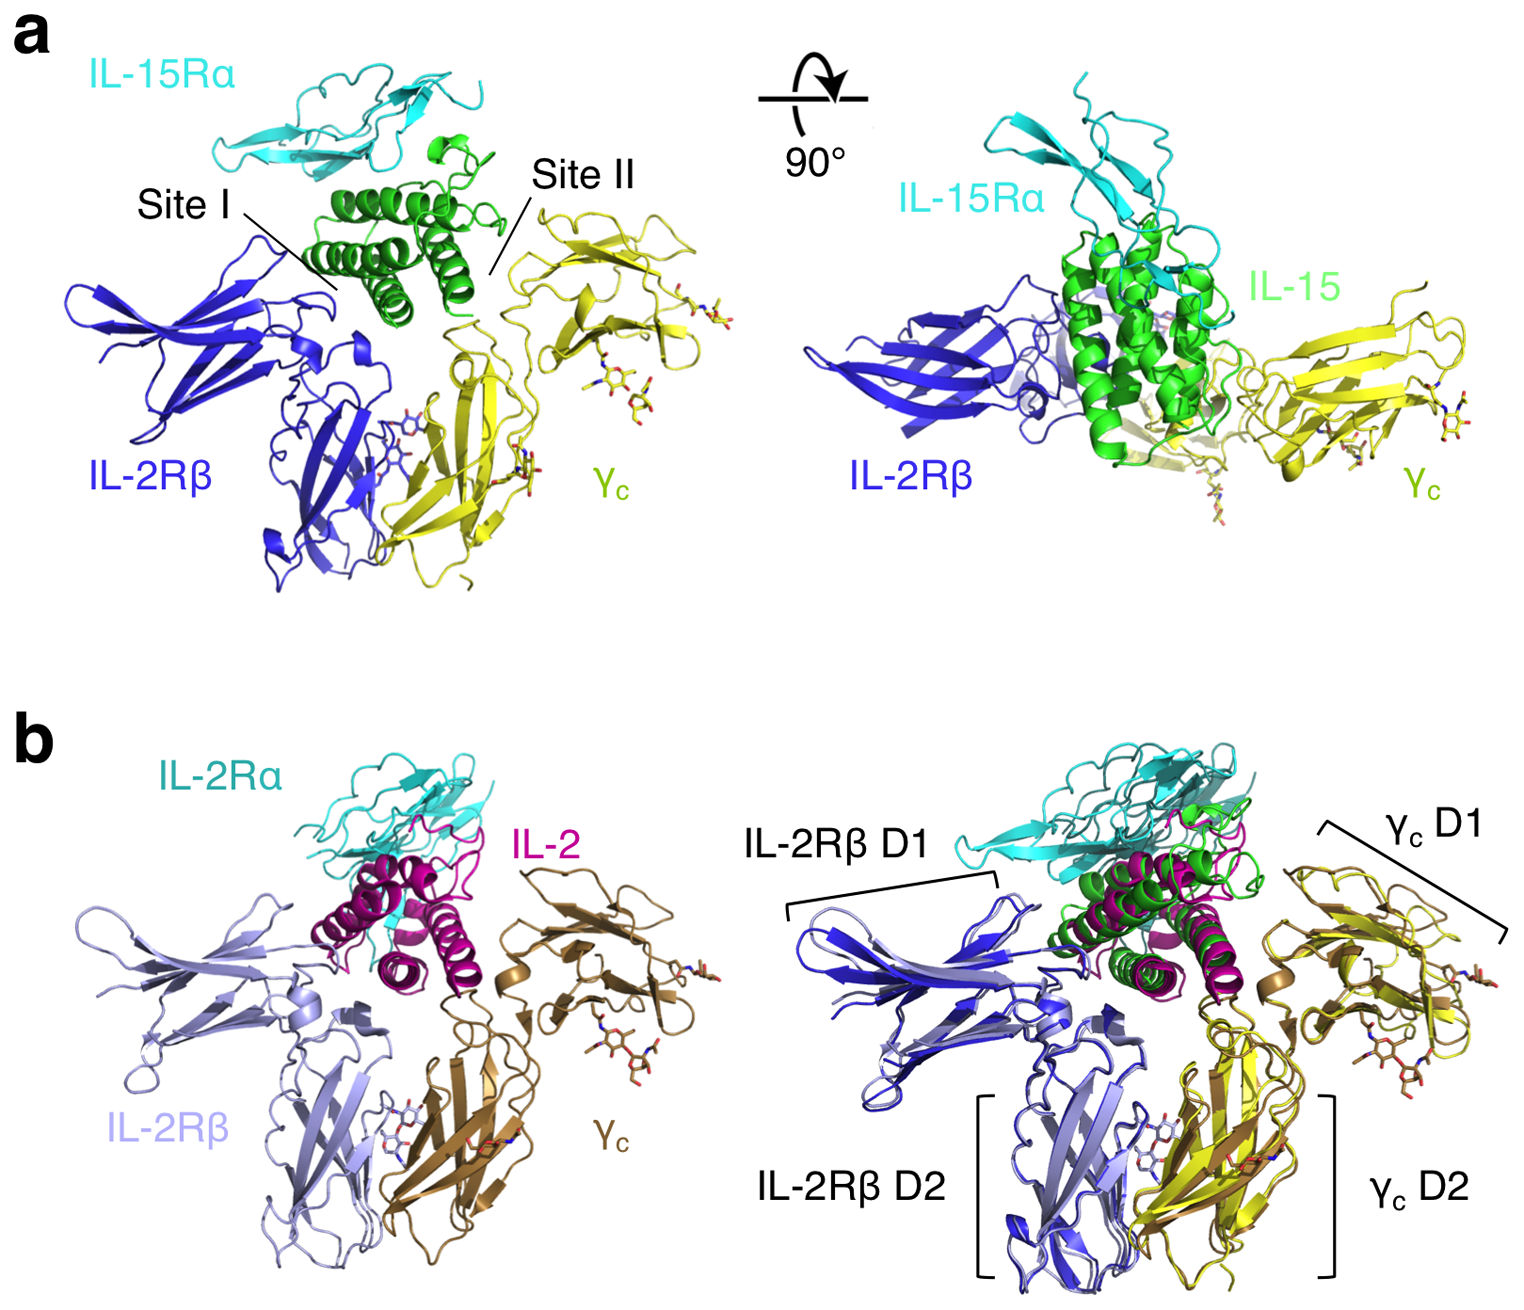 a
IL-15Rα
Site I
Site II
IL-2Rβ
γc
90°
IL-15Rα
IL-15
IL-2Rβ
γc
b
IL-2Rα
IL-2
IL-2Rβ
γc
IL-2Rβ D1
γc D1
IL-2Rβ D2
γc D2